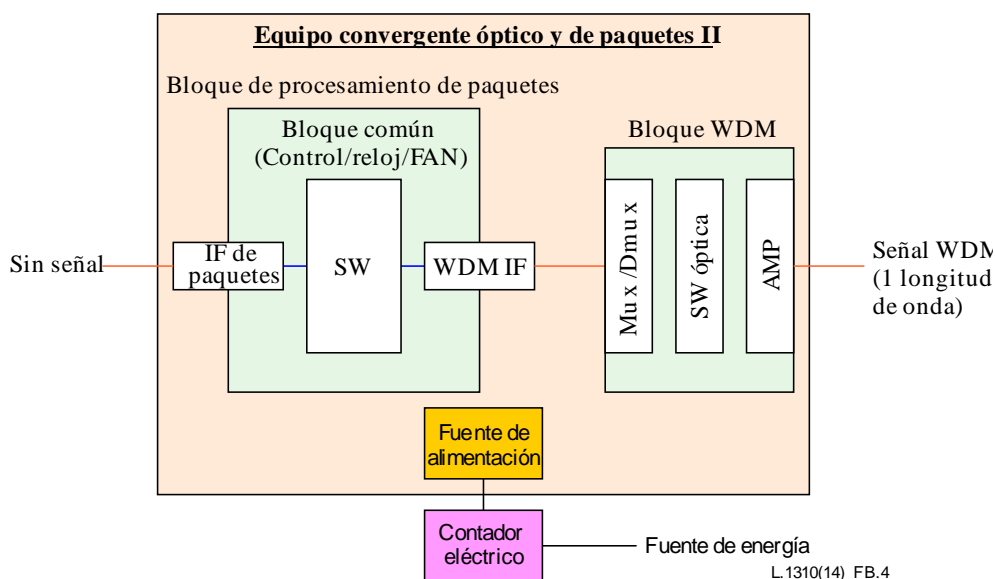 Equipo convergente óptico y de paquetes II
Bloque de procesamiento de paquetes
Bloque común
(Control/reloj/FAN)
Bloque WDM
Sin señal
IF de
paquetes
SW
WDM IF
Mux/Dmux
SW óptica
AMP
Señal WDM
(1 longitud
de onda)
Fuente de
alimentación
Contador
eléctrico
Fuente de energía
L.1310(14)_FB.4